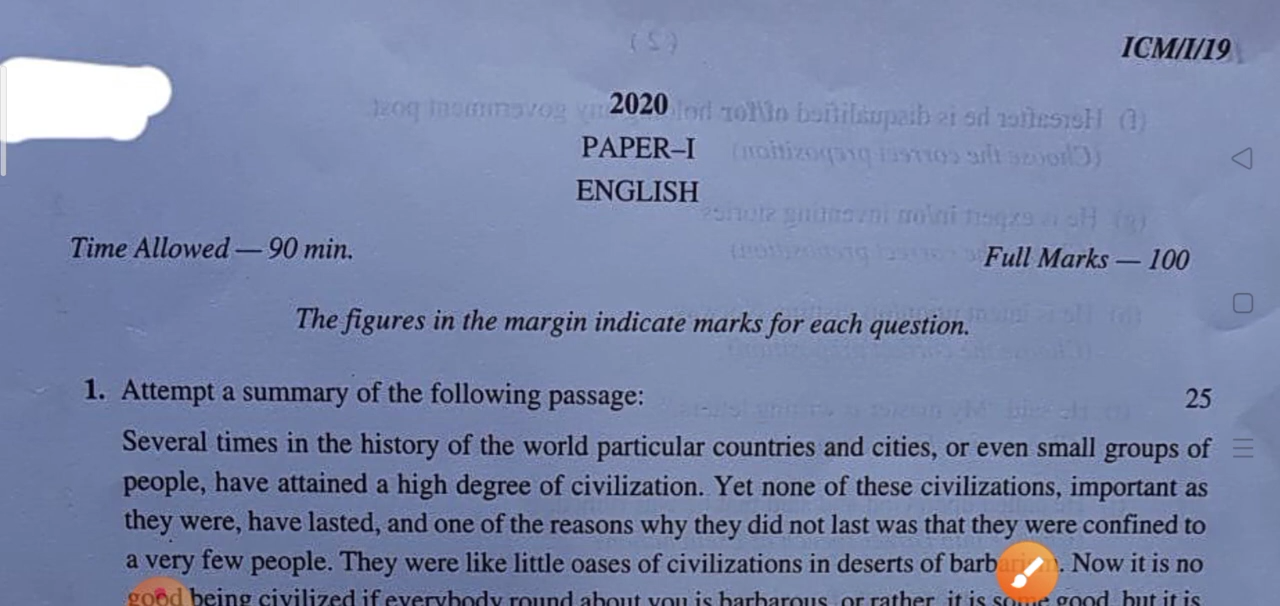 ICM/I/19
2020
PAPER–I
ENGLISH
Time Allowed — 90 min.
Full Marks — 100
The figures in the margin indicate marks for each question.
1. Attempt a summary of the following passage: 25
Several times in the history of the world particular countries and cities, or even small groups of
people, have attained a high degree of civilization. Yet none of these civilizations, important as
they were, have lasted, and one of the reasons why they did not last was that they were confined to
a very few people. They were like little oases of civilizations in deserts of . Now it is no
good being civilized if everybody round about you is barbarous, or rather, it is some good, but it is